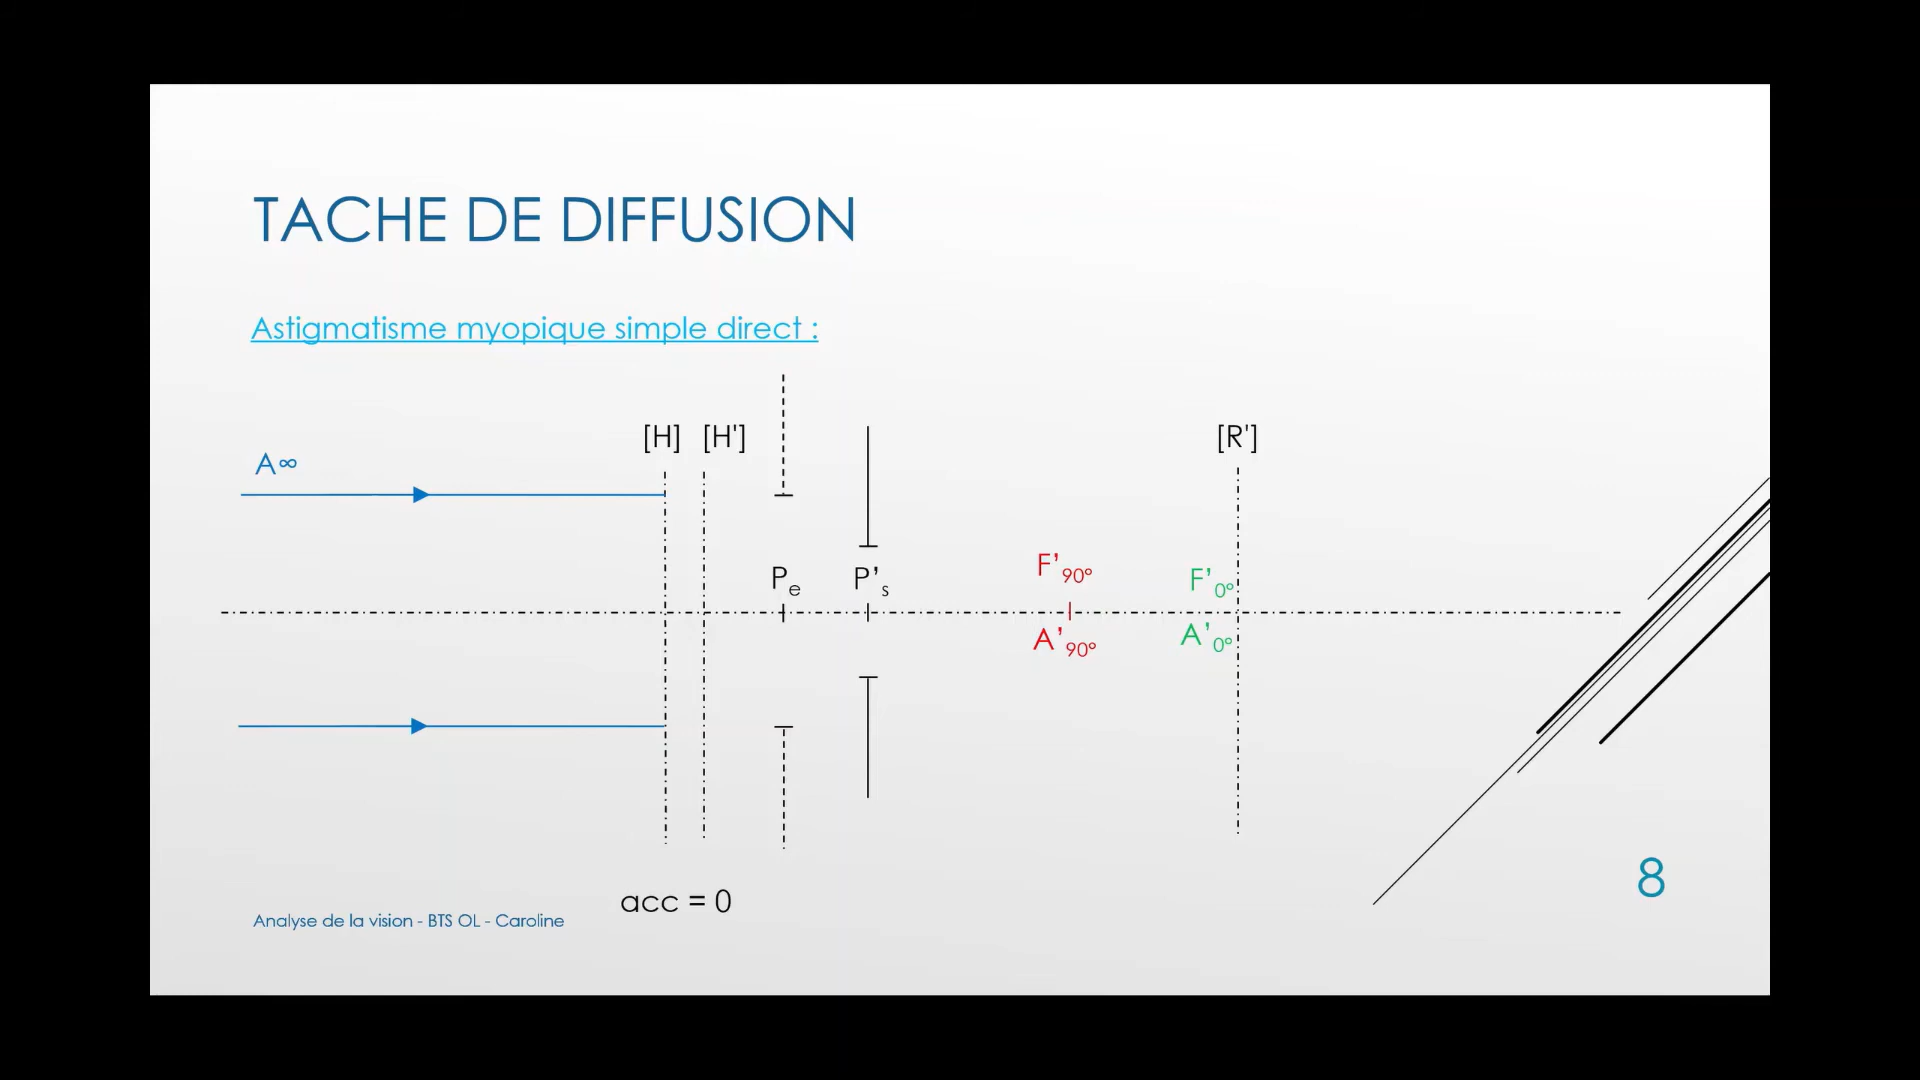 TACHE DE DIFFUSION
Astigmatisme myopique simple direct :
[H] [H'] [R']
A∞
Pe P's F'90° F'0°
A'90° A'0°
acc = 0
Analyse de la vision - BTS OL - Caroline
8